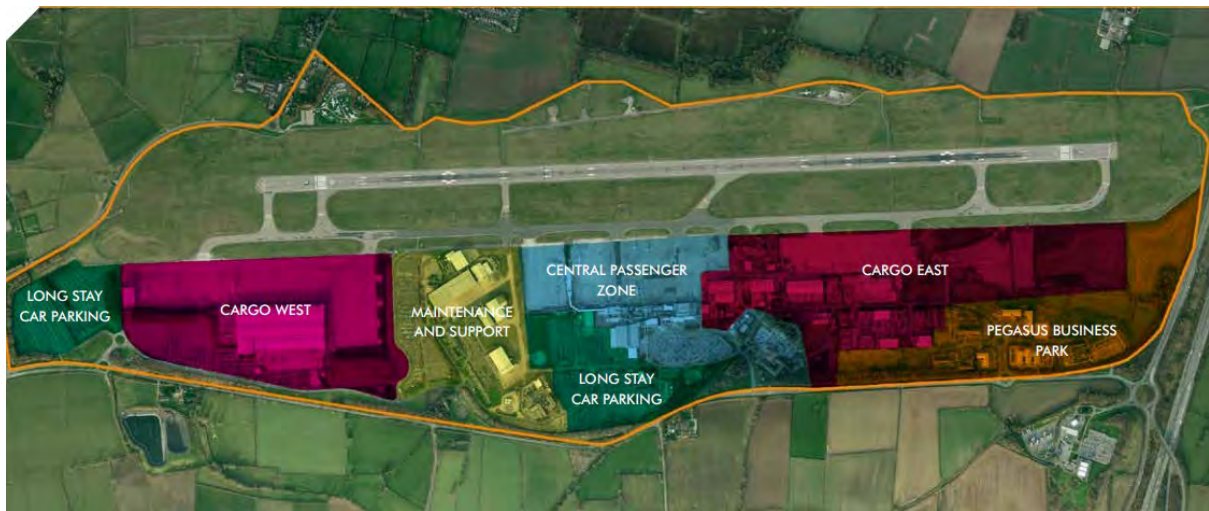 LONG STAY
CAR PARKING
CARGO WEST
MAINTENANCE
AND SUPPORT
CENTRAL PASSENGER
ZONE
LONG STAY
CAR PARKING
CARGO EAST
PEGASUS BUSINESS
PARK